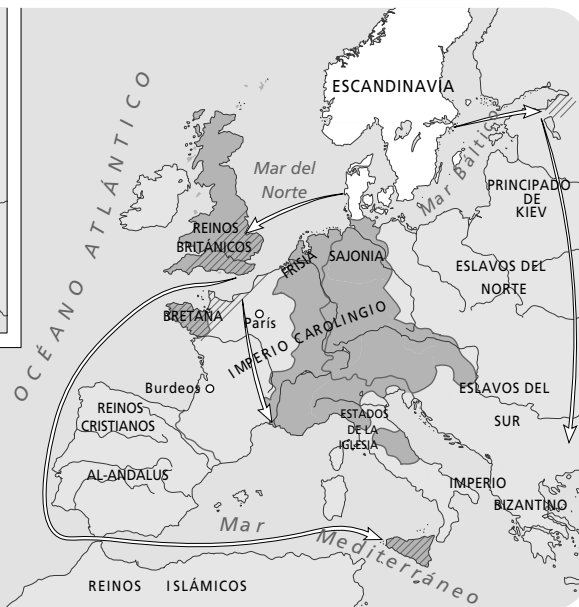 ESCANDINAVIA
OCÉANO ATLÁNTICO
Mar del
Norte
Mar Báltico
PRINCIPADO
DE
KIEV
REINOS
BRITÁNICOS
FRISIA
SAJONIA
ESLAVOS DEL
NORTE
BRETAÑA
París
IMPERIO CAROLINGIO
Burdeos
ESLAVOS DEL
SUR
REINOS
CRISTIANOS
ESTADOS
DE LA
IGLESIA
AL-ANDALUS
IMPERIO
BIZANTINO
Mar
Mediterráneo
REINOS ISLÁMICOS